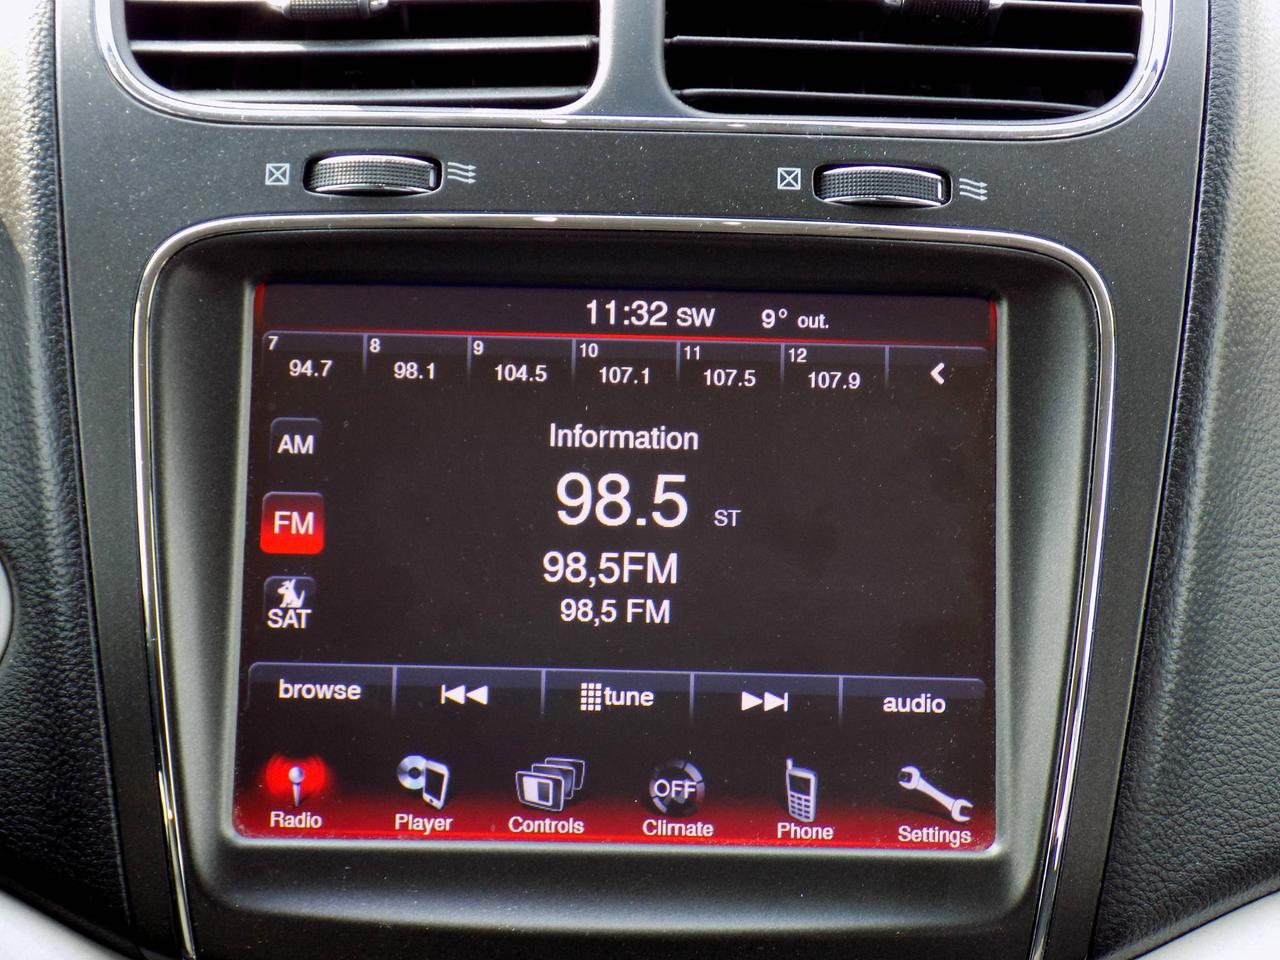 11:32 SW 9° out.
7 8 9 10 11 12
94.7 98.1 104.5 107.1 107.5 107.9
Information
AM
98.5 ST
FM
98,5FM
98,5 FM
SAT
browse tune audio
OFF
Radio Player Controls Climate Phone Settings